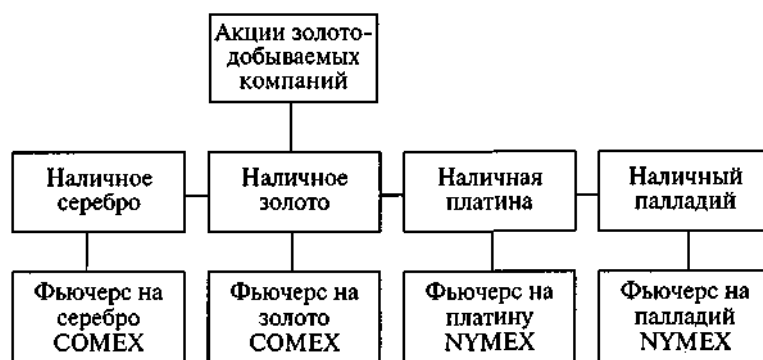 Акции золото-
добываемых
компаний
Наличное
серебро
Наличное
золото
Наличная
платина
Наличный
палладий
Фьючерс на
серебро
COMEX
Фьючерс на
золото
COMEX
Фьючерс на
платину
NYMEX
Фьючерс на
палладий
NYMEX